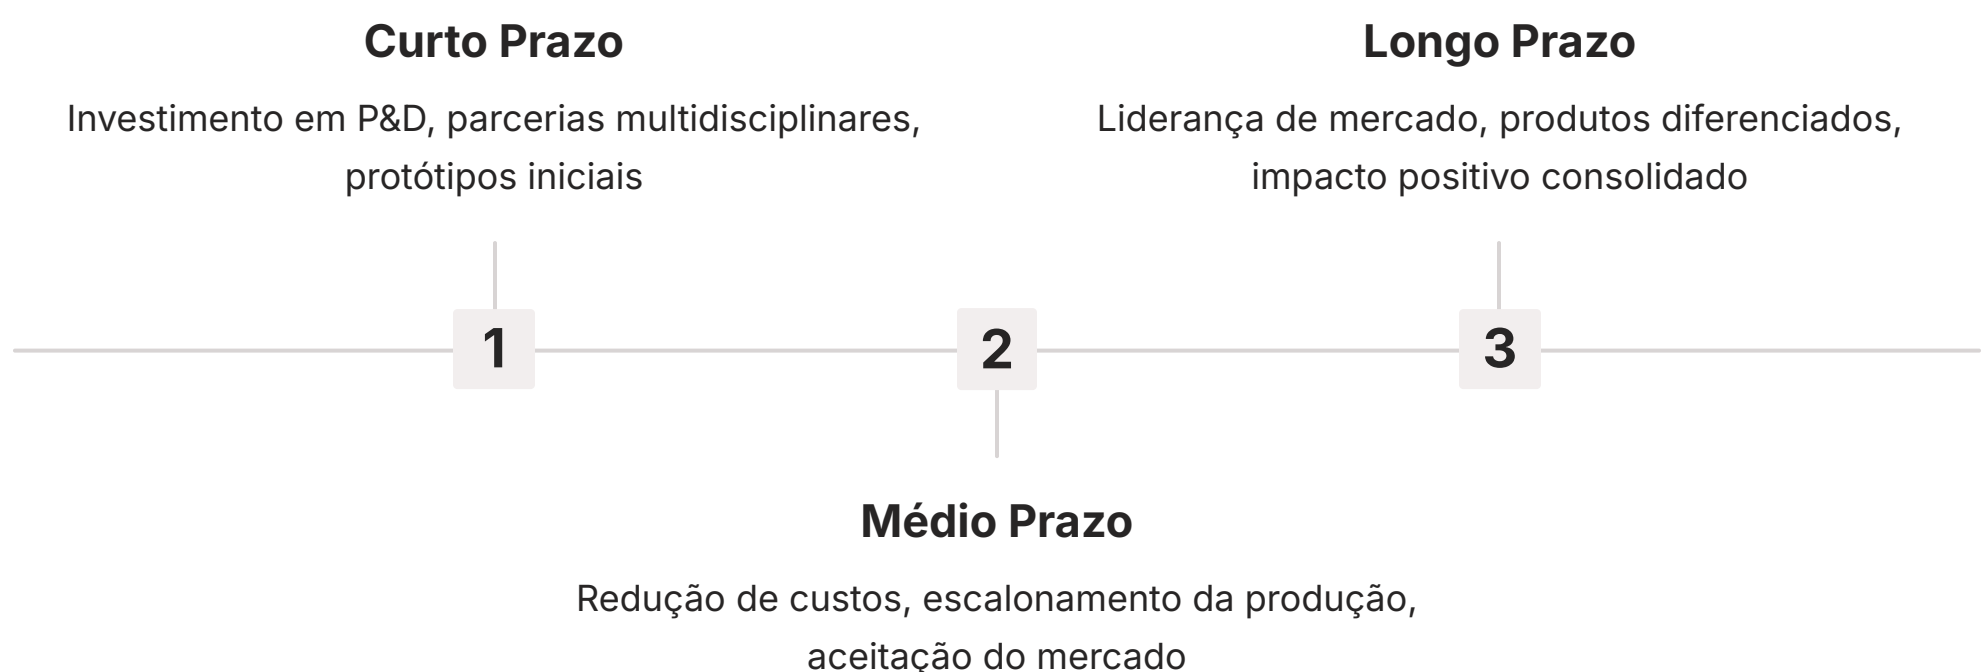 Curto Prazo
Investimento em P&D, parcerias multidisciplinares,
protótipos iniciais
Longo Prazo
Liderança de mercado, produtos diferenciados,
impacto positivo consolidado
1
2
3
Médio Prazo
Redução de custos, escalonamento da produção,
aceitação do mercado